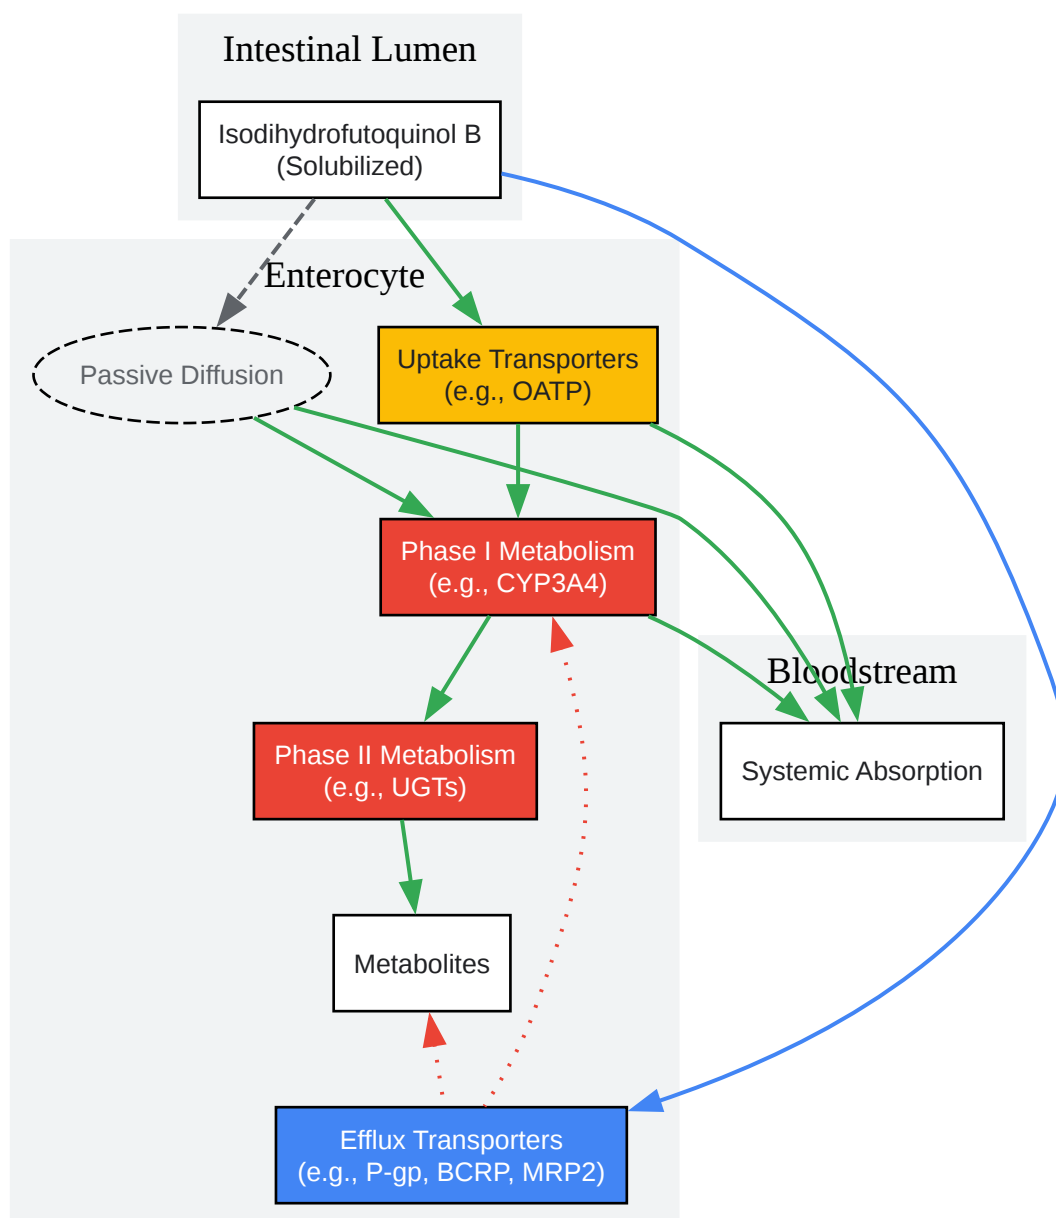 Intestinal Lumen
Isodihydrofutoquinol B
(Solubilized)
Enterocyte
Passive Diffusion
Uptake Transporters
(e.g., OATP)
Phase I Metabolism
(e.g., CYP3A4)
Bloodstream
Phase II Metabolism
(e.g., UGTs)
Systemic Absorption
Metabolites
Efflux Transporters
(e.g., P-gp, BCRP, MRP2)